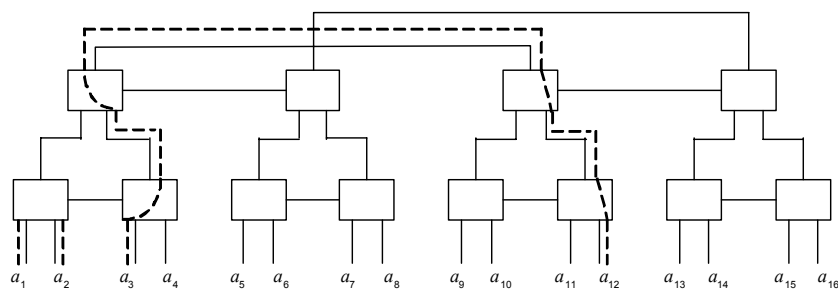 a₁ a₂ a₃ a₄ a₅ a₆ a₇ a₈ a₉ a₁₀ a₁₁ a₁₂ a₁₃ a₁₄ a₁₅ a₁₆